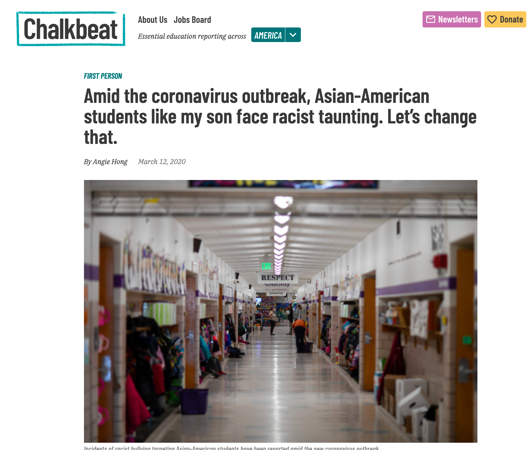 Chalkbeat
About Us Jobs Board
Newsletters
Donate
Essential education reporting across AMERICA
FIRST PERSON
Amid the coronavirus outbreak, Asian-American
students like my son face racist taunting. Let’s change
that.
By Angie Hong March 12, 2020
RESPECT
Incidents of racist bullying targeting Asian-American students have been reported amid the new coronavirus outbreak.